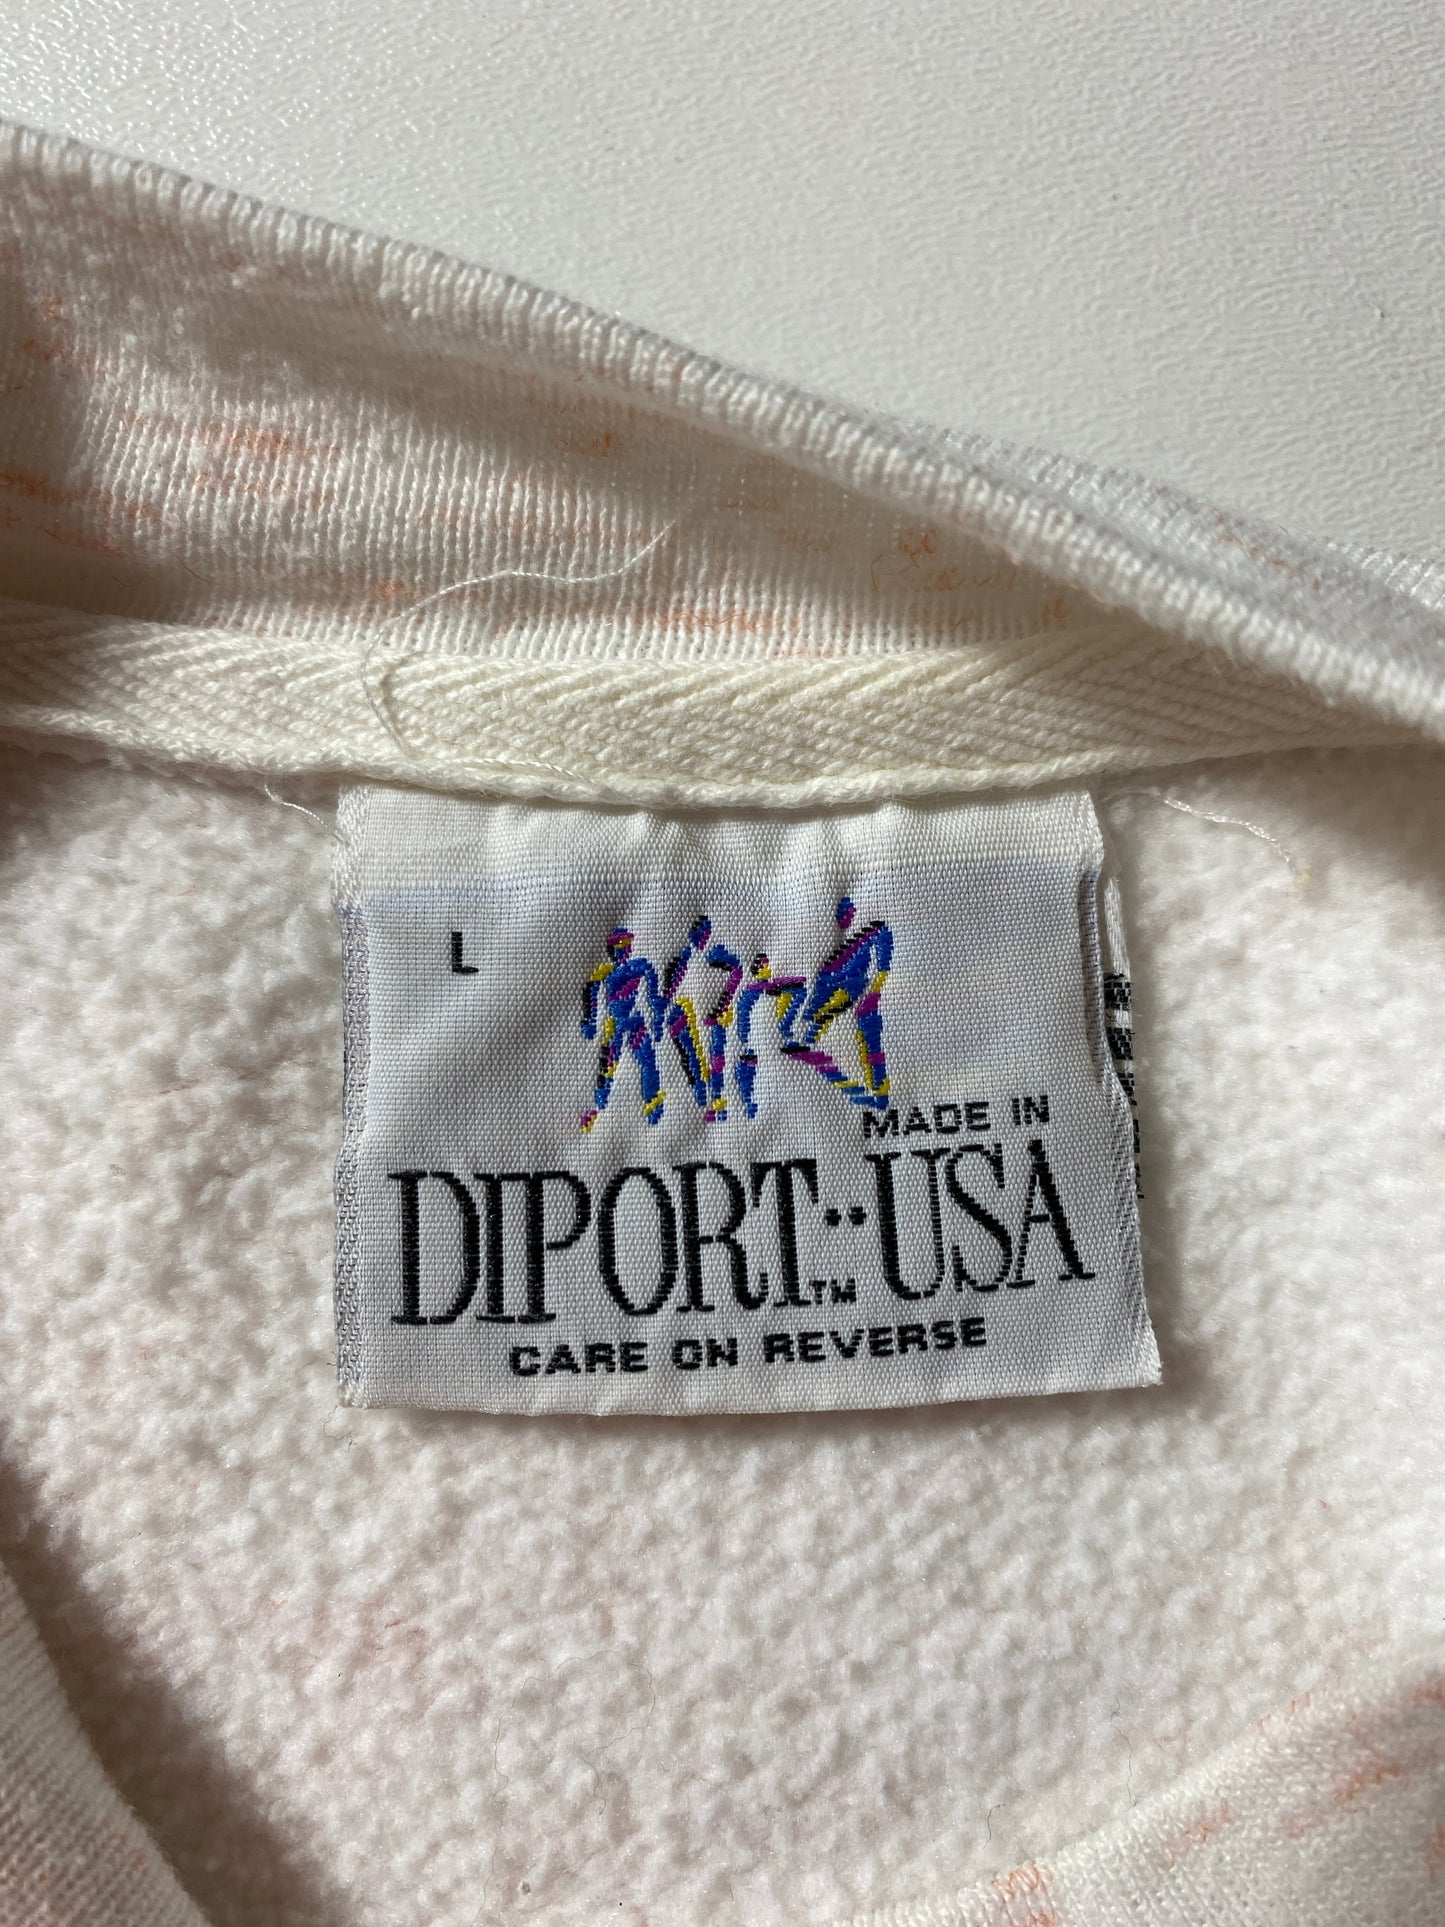 L
MADE IN
DIPORT™··USA
CARE ON REVERSE